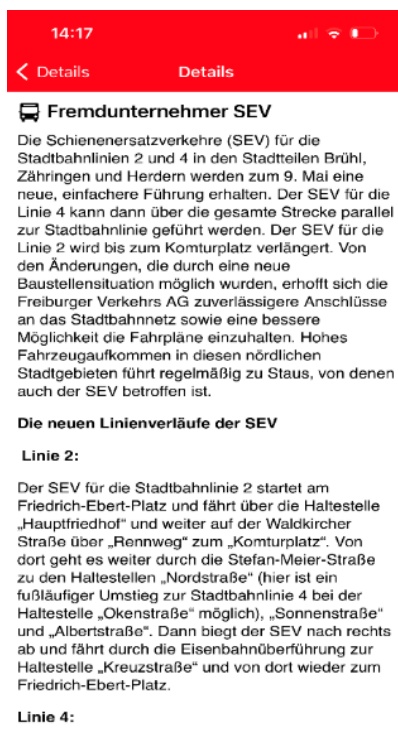 14:17
Details
Details
Fremdunternehmer SEV
Die Schienenersatzverkehre (SEV) für die
Stadtbahnlinien 2 und 4 in den Stadtteilen Brühl,
Zähringen und Herdern werden zum 9. Mai eine
neue, einfachere Führung erhalten. Der SEV für die
Linie 4 kann dann über die gesamte Strecke parallel
zur Stadtbahnlinie geführt werden. Der SEV für die
Linie 2 wird bis zum Komturplatz verlängert. Von
den Änderungen, die durch eine neue
Baustellensituation möglich wurden, erhofft sich die
Freiburger Verkehrs AG zuverlässigere Anschlüsse
an das Stadtbahnnetz sowie eine bessere
Möglichkeit die Fahrpläne einzuhalten. Hohes
Fahrzeugaufkommen in diesen nördlichen
Stadtgebieten führt regelmäßig zu Staus, von denen
auch der SEV betroffen ist.
Die neuen Linienverläufe der SEV
Linie 2:
Der SEV für die Stadtbahnlinie 2 startet am
Friedrich-Ebert-Platz und fährt über die Haltestelle
„Hauptfriedhof“ und weiter auf der Waldkircher
Straße über „Rennweg“ zum „Komturplatz“. Von
dort geht es weiter durch die Stefan-Meier-Straße
zu den Haltestellen „Nordstraße“ (hier ist ein
fußläufiger Umstieg zur Stadtbahnlinie 4 bei der
Haltestelle „Okenstraße“ möglich), „Sonnenstraße“
und „Albertstraße“. Dann biegt der SEV nach rechts
ab und fährt durch die Eisenbahnüberführung zur
Haltestelle „Kreuzstraße“ und von dort wieder zum
Friedrich-Ebert-Platz.
Linie 4: